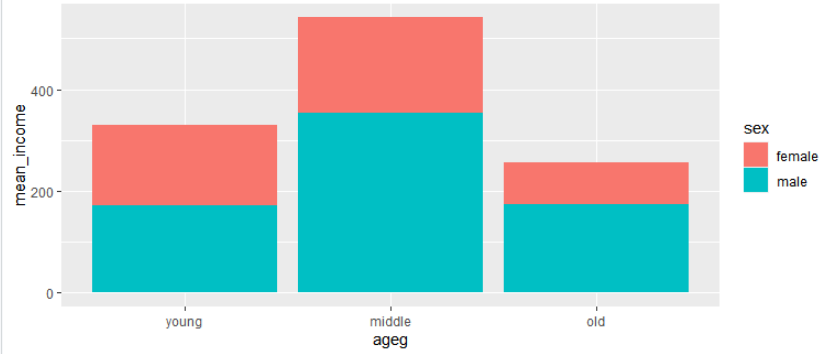 mean_income
400
200
0
young
middle
old
ageg
sex
female
male